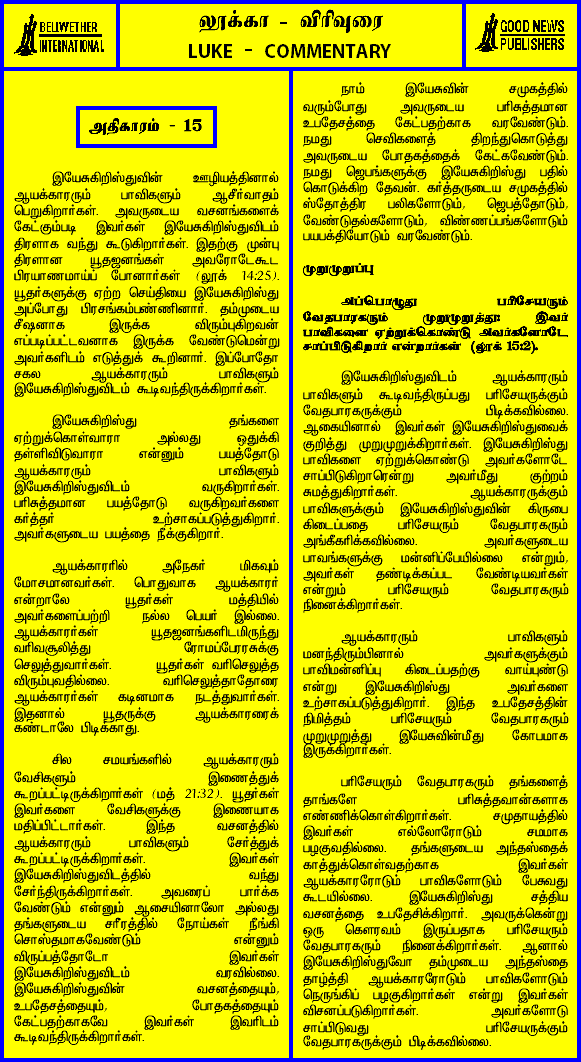 BELIWETHER
INTERNATIONAL
லூக்கா - விரிவுரை
LUKE - COMMENTARY
GOOD NEWS
PUBLISHERS
அதிகாரம் - 15
இயேசுகிறிஸ்துவின் ஊழியத்தினால்
ஆயக்காரரும் பாவிகளும் ஆசீர்வாதம்
பெறுகிறார்கள். அவருடைய வசனங்களைக்
கேட்கும்படி இவர்கள் இயேசுகிறிஸ்துவிடம்
திரளாக வந்து கூடுகிறார்கள். இதற்கு முன்பு
திரளான யூதஜனங்கள் அவரோடேகூட
பிரயாணமாய்ப் போனார்கள் (லூக் 14:25).
யூதர்களுக்கு ஏற்ற செய்தியை இயேசுகிறிஸ்து
அப்போது பிரசங்கம்பண்ணினார். தம்முடைய
சீஷனாக இருக்க விரும்புகிறவன்
எப்படிப்பட்டவனாக இருக்க வேண்டுமென்று
அவர்களிடம் எடுத்துக் கூறினார். இப்போதோ
சகல ஆயக்காரரும் பாவிகளும்
இயேசுகிறிஸ்துவிடம் கூடிவந்திருக்கிறார்கள்.
இயேசுகிறிஸ்து தங்களை
ஏற்றுக்கொள்வாரா அல்லது ஒதுக்கி
தள்ளிவிடுவாரா என்னும் பயத்தோடு
ஆயக்காரரும் பாவிகளும்
இயேசுகிறிஸ்துவிடம் வருகிறார்கள்.
பரிசுத்தமான பயத்தோடு வருகிறவர்களை
கர்த்தர் உற்சாகப்படுத்துகிறார்.
அவர்களுடைய பயத்தை நீக்குகிறார்.
ஆயக்காரரில் அநேகர் மிகவும்
மோசமானவர்கள். பொதுவாக ஆயக்காரர்
என்றாலே யூதர்கள் மத்தியில்
அவர்களைப்பற்றி நல்ல பெயர் இல்லை.
ஆயக்காரர்கள் யூதஜனங்களிடமிருந்து
வரிவசூலித்து ரோமப்பேரரசுக்கு
செலுத்துவார்கள். யூதர்கள் வரிசெலுத்த
விரும்புவதில்லை. வரிசெலுத்தாதோரை
ஆயக்காரர்கள் கடினமாக நடத்துவார்கள்.
இதனால் யூதருக்கு ஆயக்காரரைக்
கண்டாலே பிடிக்காது.
சில சமயங்களில் ஆயக்காரரும்
வேசிகளும் இணைத்துக்
கூறப்பட்டிருக்கிறார்கள் (மத் 21:32). யூதர்கள்
இவர்களை வேசிகளுக்கு இணையாக
மதிப்பிட்டார்கள். இந்த வசனத்தில்
ஆயக்காரரும் பாவிகளும் சேர்த்துக்
கூறப்பட்டிருக்கிறார்கள். இவர்கள்
இயேசுகிறிஸ்துவிடத்தில் வந்து
சேர்ந்திருக்கிறார்கள். அவரைப் பார்க்க
வேண்டும் என்னும் ஆசையினாலோ அல்லது
தங்களுடைய சரீரத்தில் நோய்கள் நீங்கி
சொஸ்தமாகவேண்டும் என்னும்
விருப்பத்தோடோ இவர்கள்
இயேசுகிறிஸ்துவிடம் வரவில்லை.
இயேசுகிறிஸ்துவின் வசனத்தையும்,
உபதேசத்தையும், போதகத்தையும்
கேட்பதற்காகவே இவர்கள் இவரிடம்
கூடிவந்திருக்கிறார்கள்.
நாம் இயேசுவின் சமுகத்தில்
வரும்போது அவருடைய பரிசுத்தமான
உபதேசத்தை கேட்பதற்காக வரவேண்டும்.
நமது செவிகளைத் திறந்துகொடுத்து
அவருடைய போதகத்தைக் கேட்கவேண்டும்.
நமது ஜெபங்களுக்கு இயேசுகிறிஸ்து பதில்
கொடுக்கிற தேவன். கர்த்தருடைய சமுகத்தில்
ஸ்தோத்திர பலிகளோடும், ஜெபத்தோடும்,
வேண்டுதல்களோடும், விண்ணப்பங்களோடும்
பயபக்தியோடும் வரவேண்டும்.
முறுமுறுப்பு
அப்பொழுது பரிசேயரும்
வேதபாரகரும் முறுமுறுத்து: இவர்
பாவிகளை ஏற்றுக்கொண்டு அவர்களோடே
சாப்பிடுகிறார் என்றார்கள் (லூக் 15:2).
இயேசுகிறிஸ்துவிடம் ஆயக்காரரும்
பாவிகளும் கூடிவந்திருப்பது பரிசேயருக்கும்
வேதபாரகருக்கும் பிடிக்கவில்லை.
ஆகையினால் இவர்கள் இயேசுகிறிஸ்துவைக்
குறித்து முறுமுறுக்கிறார்கள். இயேசுகிறிஸ்து
பாவிகளை ஏற்றுக்கொண்டு அவர்களோடே
சாப்பிடுகிறாரென்று அவர்மீது குற்றம்
சுமத்துகிறார்கள். ஆயக்காரருக்கும்
பாவிகளுக்கும் இயேசுகிறிஸ்துவின் கிருபை
கிடைப்பதை பரிசேயரும் வேதபாரகரும்
அங்கீகரிக்கவில்லை. அவர்களுடைய
பாவங்களுக்கு மன்னிப்பேயில்லை என்றும்,
அவர்கள் தண்டிக்கப்பட வேண்டியவர்கள்
என்றும் பரிசேயரும் வேதபாரகரும்
நினைக்கிறார்கள்.
ஆயக்காரரும் பாவிகளும்
மனந்திரும்பினால் அவர்களுக்கும்
பாவிமன்னிப்பு கிடைப்பதற்கு வாய்புண்டு
என்று இயேசுகிறிஸ்து அவர்களை
உற்சாகப்படுத்துகிறார். இந்த உபதேசத்தின்
நிமித்தம் பரிசேயரும் வேதபாரகரும்
முறுமுறுத்து இயேசுவின்மீது கோபமாக
இருக்கிறார்கள்.
பரிசேயரும் வேதபாரகரும் தங்களைத்
தாங்களே பரிசுத்தவான்களாக
எண்ணிக்கொள்கிறார்கள். சமுதாயத்தில்
இவர்கள் எல்லோரோடும் சமமாக
பழகுவதில்லை. தங்களுடைய அந்தஸ்தைக்
காத்துக்கொள்வதற்காக இவர்கள்
ஆயக்காரரோடும் பாவிகளோடும் பேசுவது
கூடயில்லை. இயேசுகிறிஸ்து சத்திய
வசனத்தை உபதேசிக்கிறார். அவருக்கென்று
ஒரு கௌரவம் இருப்பதாக பரிசேயரும்
வேதபாரகரும் நினைக்கிறார்கள். ஆனால்
இயேசுகிறிஸ்துவோ தம்முடைய அந்தஸ்தை
தாழ்த்தி ஆயக்காரரோடும் பாவிகளோடும்
நெருங்கிப் பழகுகிறார்கள் என்று இவர்கள்
விசனப்படுகிறார்கள். அவர்களோடு
சாப்பிடுவது பரிசேயருக்கும்
வேதபாரகருக்கும் பிடிக்கவில்லை.